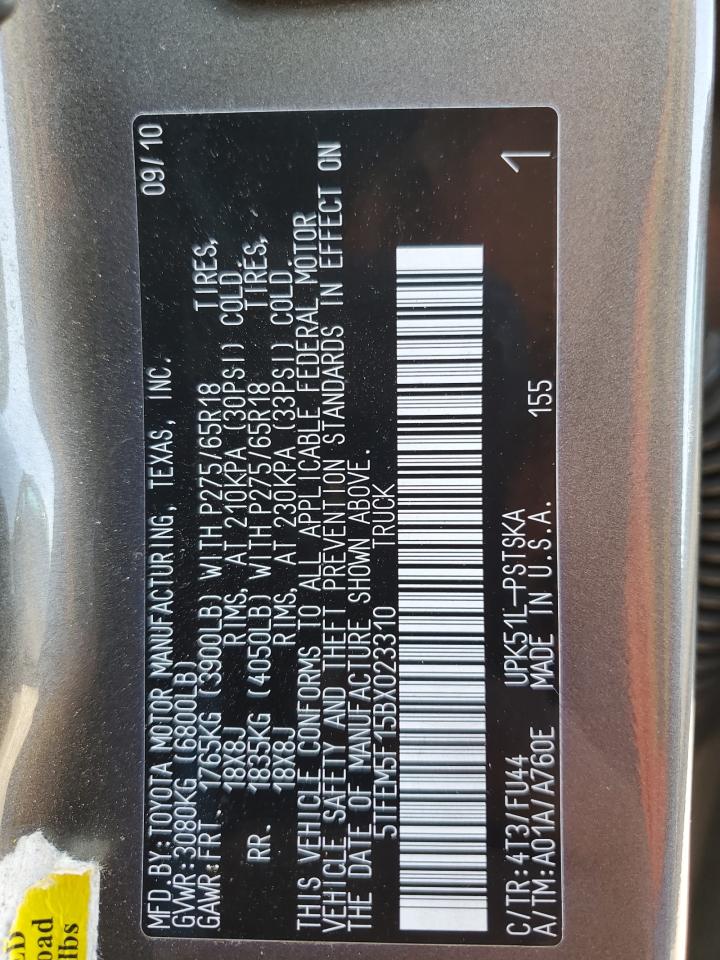 MFD.BY:TOYOTA MOTOR MANUFACTURING, TEXAS, INC. 09/10
GVWR:3080KG (6800LB)
GAWR:FRT. 1765KG (3900LB) WITH P275/65R18 TIRES,
18X8J RIMS, AT 210KPA (30PSI) COLD.
RR. 1835KG (4050LB) WITH P275/65R18 TIRES,
18X8J RIMS, AT 230KPA (33PSI) COLD.
THIS VEHICLE CONFORMS TO ALL APPLICABLE FEDERAL MOTOR
VEHICLE SAFETY AND THEFT PREVENTION STANDARDS IN EFFECT ON
THE DATE OF MANUFACTURE SHOWN ABOVE.
5TFEM5F15BX023310 TRUCK
C/TR:4T3/FU44 UPK51L-PSTSKA
A/TM:A01A/A760E MADE IN U.S.A. 155 1
oad
lbs